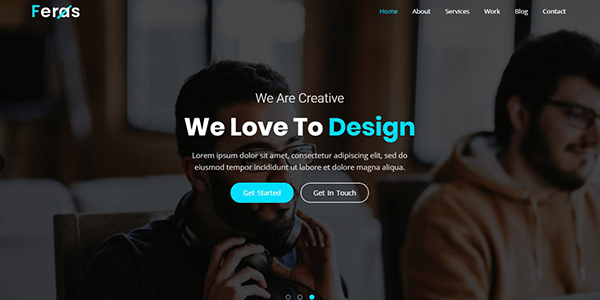 Feras
Home About Services Work Blog Contact
We Are Creative
We Love To Design
Lorem ipsum dolor sit amet, consectetur adipiscing elit, sed do
eiusmod tempor incididunt ut labore et dolore magna aliqua.
Get Started Get In Touch